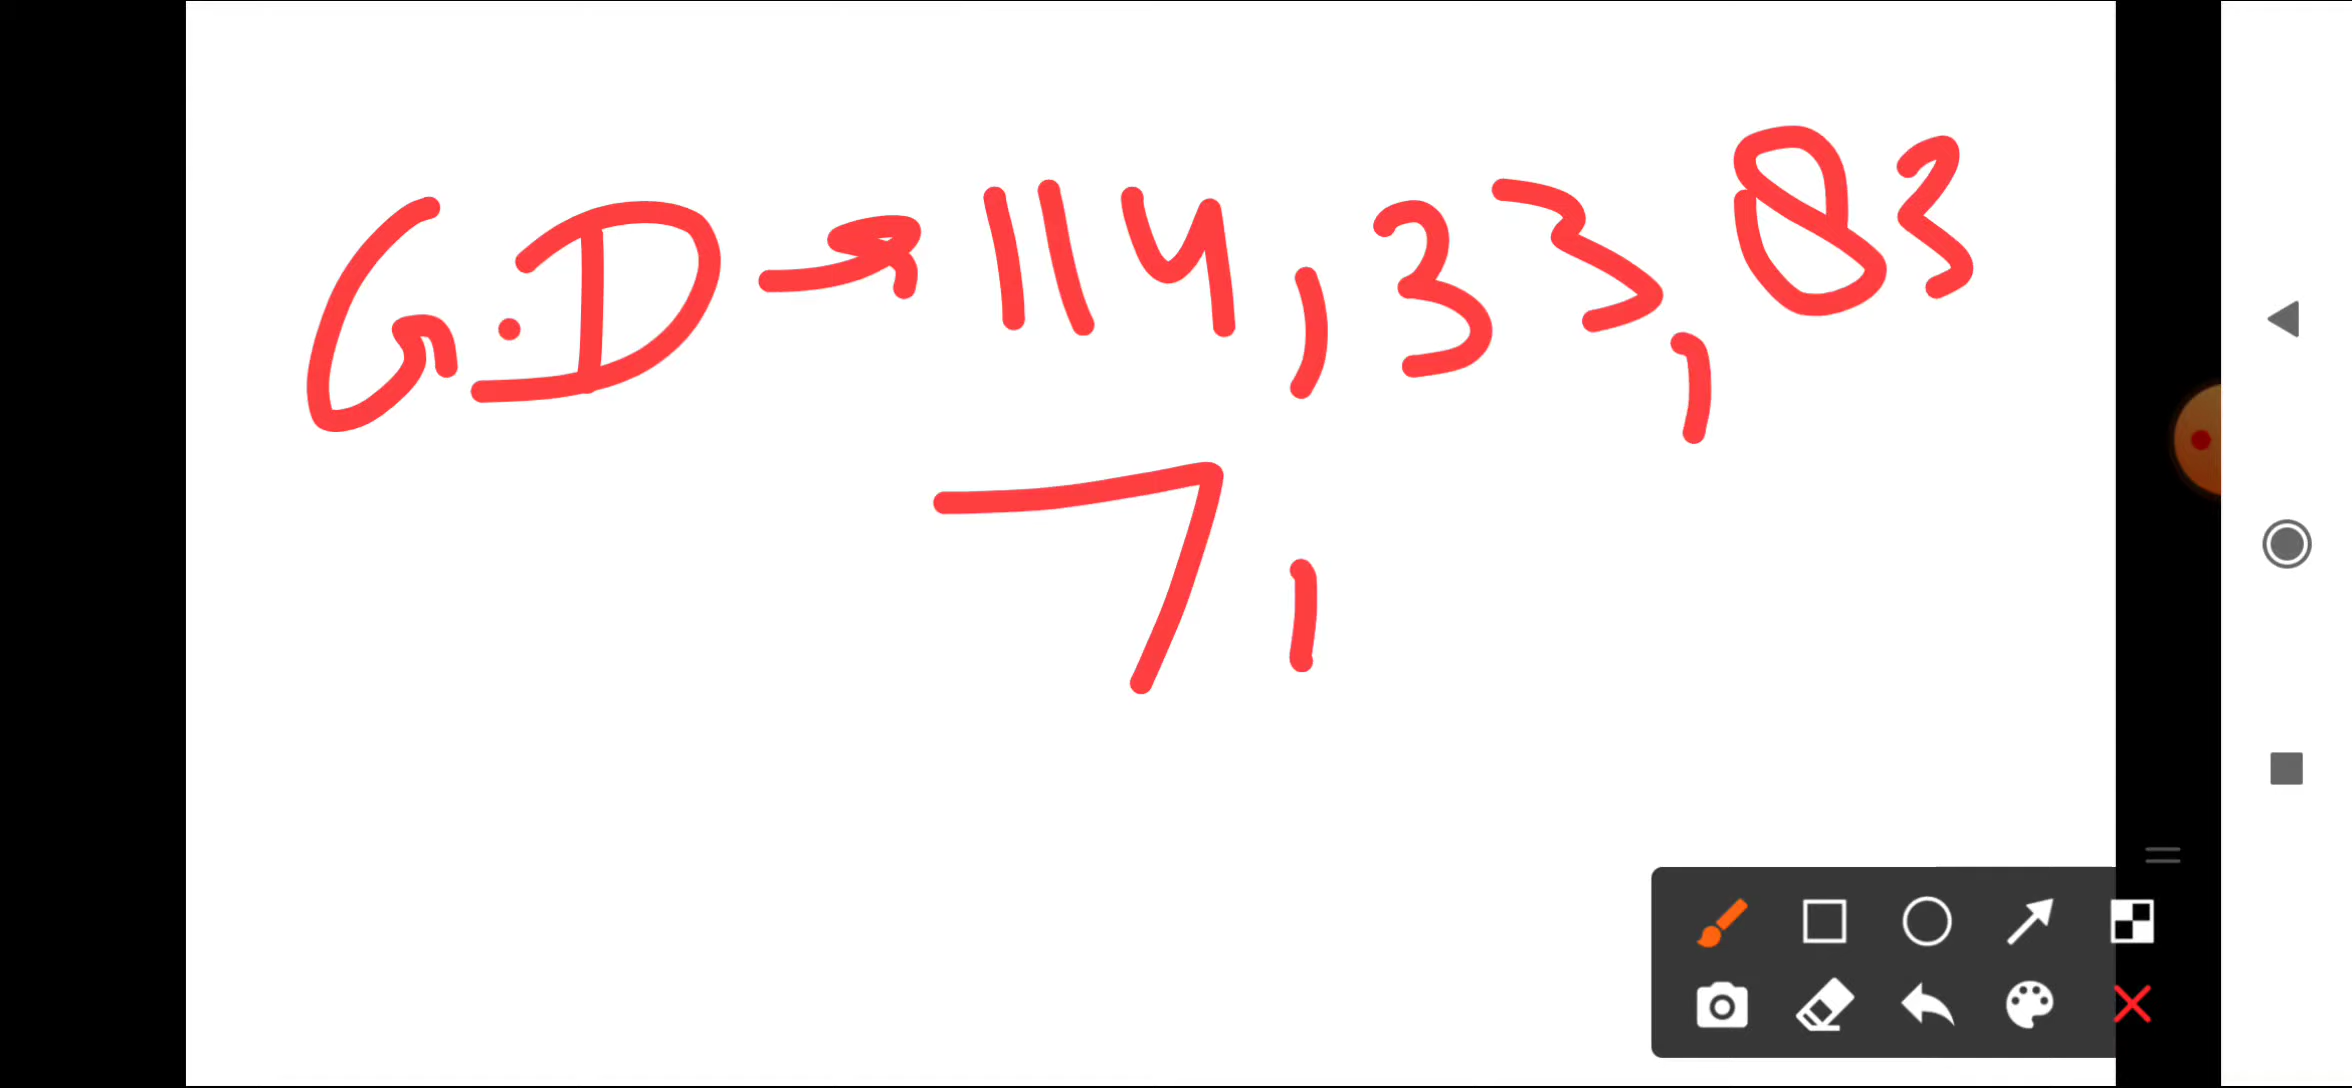 G.D → 114, 33, 83
7,